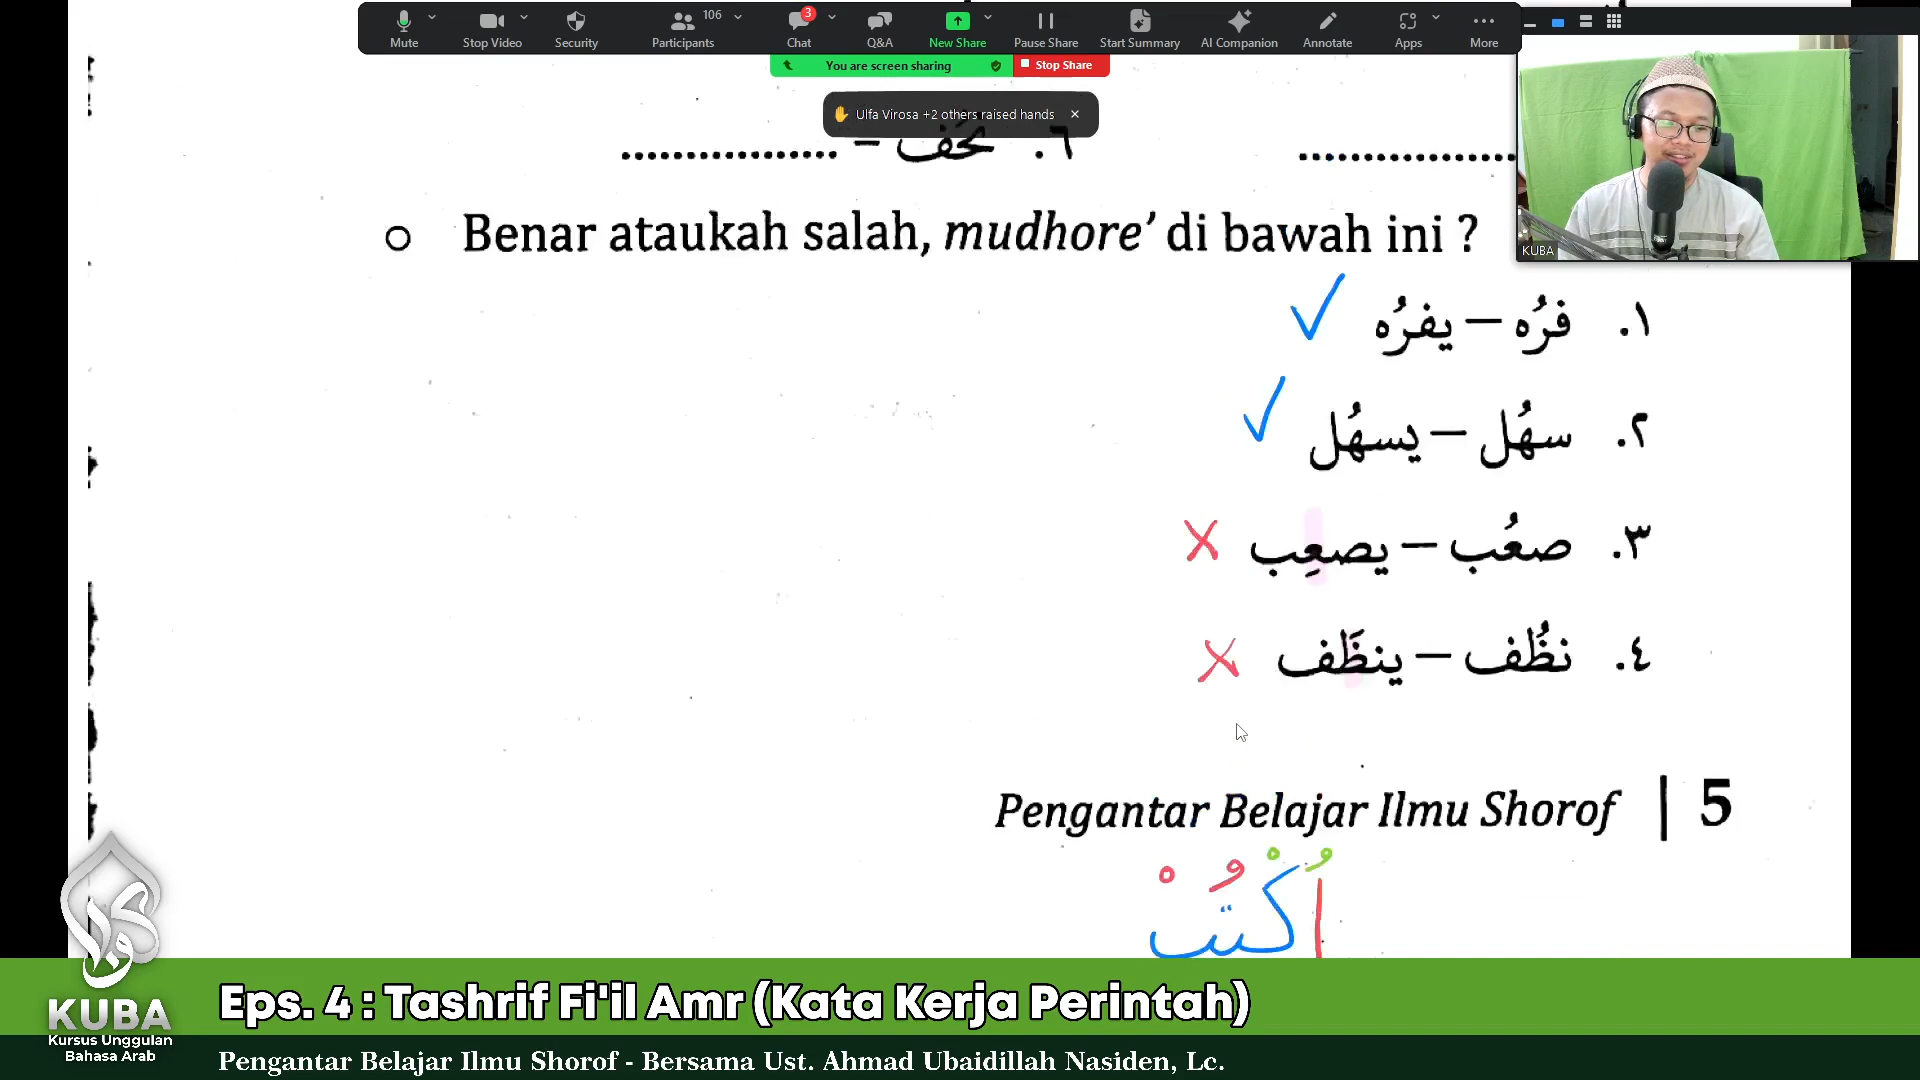 Mute
Stop Video
Security
Participants
106
Chat
3
Q&A
New Share
Pause Share
Start Summary
AI Companion
Annotate
Apps
More
You are screen sharing
Stop Share
Ulfa Virosa +2 others raised hands
KUBA
.................... – نحَف .٦ ....................
Benar ataukah salah, mudhore’ di bawah ini ?
١. فرُه – يفرُه
٢. سهُل – يسهُل
٣. صعُب – يصعِب
٤. نظُف – ينظَف
Pengantar Belajar Ilmu Shorof | 5
اُكْتُبْ
KUBA
Kursus Unggulan
Bahasa Arab
Eps. 4 : Tashrif Fi'il Amr (Kata Kerja Perintah)
Pengantar Belajar Ilmu Shorof - Bersama Ust. Ahmad Ubaidillah Nasiden, Lc.